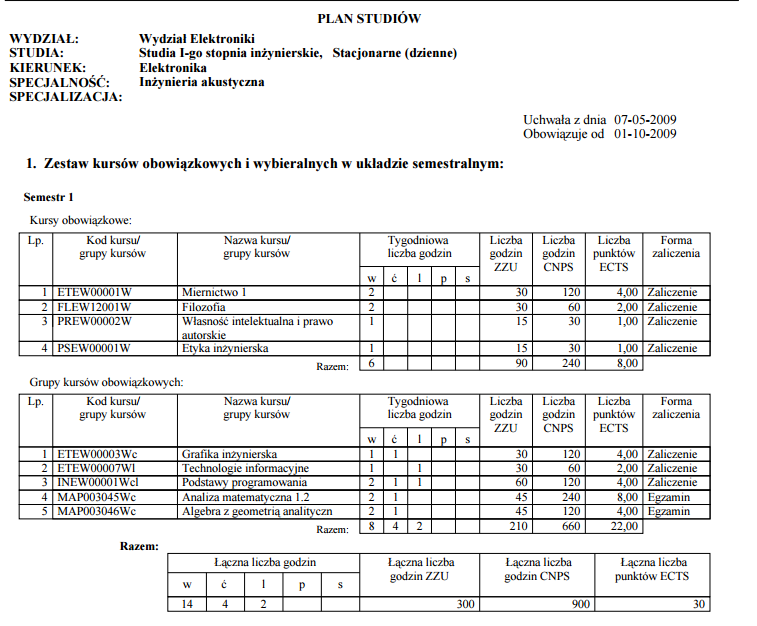 PLAN STUDIÓW
WYDZIAŁ: Wydział Elektroniki
STUDIA: Studia I-go stopnia inżynierskie, Stacjonarne (dzienne)
KIERUNEK: Elektronika
SPECJALNOŚĆ: Inżynieria akustyczna
SPECJALIZACJA:
Uchwała z dnia 07-05-2009
Obowiązuje od 01-10-2009
1. Zestaw kursów obowiązkowych i wybieralnych w układzie semestralnym:
Semestr 1
Kursy obowiązkowe:
Lp. Kod kursu/ Nazwa kursu/ Tygodniowa Liczba Liczba Liczba Forma
grupy kursów grupy kursów liczba godzin godzin godzin punktów zaliczenia
ZZU CNPS ECTS
w ć l p s
1 ETEW00001W Miernictwo 1 2 30 120 4,00 Zaliczenie
2 FLEW12001W Filozofia 2 30 60 2,00 Zaliczenie
3 PREW00002W Własność intelektualna i prawo 1 15 30 1,00 Zaliczenie
autorskie
4 PSEW00001W Etyka inżynierska 1 15 30 1,00 Zaliczenie
Razem: 6 90 240 8,00
Grupy kursów obowiązkowych:
Lp. Kod kursu/ Nazwa kursu/ Tygodniowa Liczba Liczba Liczba Forma
grupy kursów grupy kursów liczba godzin godzin godzin punktów zaliczenia
ZZU CNPS ECTS
w ć l p s
1 ETEW00003Wc Grafika inżynierska 1 1 30 120 4,00 Zaliczenie
2 ETEW00007Wl Technologie informacyjne 1 1 30 60 2,00 Zaliczenie
3 INEW00001Wcl Podstawy programowania 2 1 1 60 120 4,00 Zaliczenie
4 MAP003045Wc Analiza matematyczna 1.2 2 1 45 240 8,00 Egzamin
5 MAP003046Wc Algebra z geometrią analityczn 2 1 45 120 4,00 Egzamin
Razem: 8 4 2 210 660 22,00
Razem:
Łączna liczba godzin Łączna liczba Łączna liczba Łączna liczba
godzin ZZU godzin CNPS punktów ECTS
w ć l p s
14 4 2 300 900 30